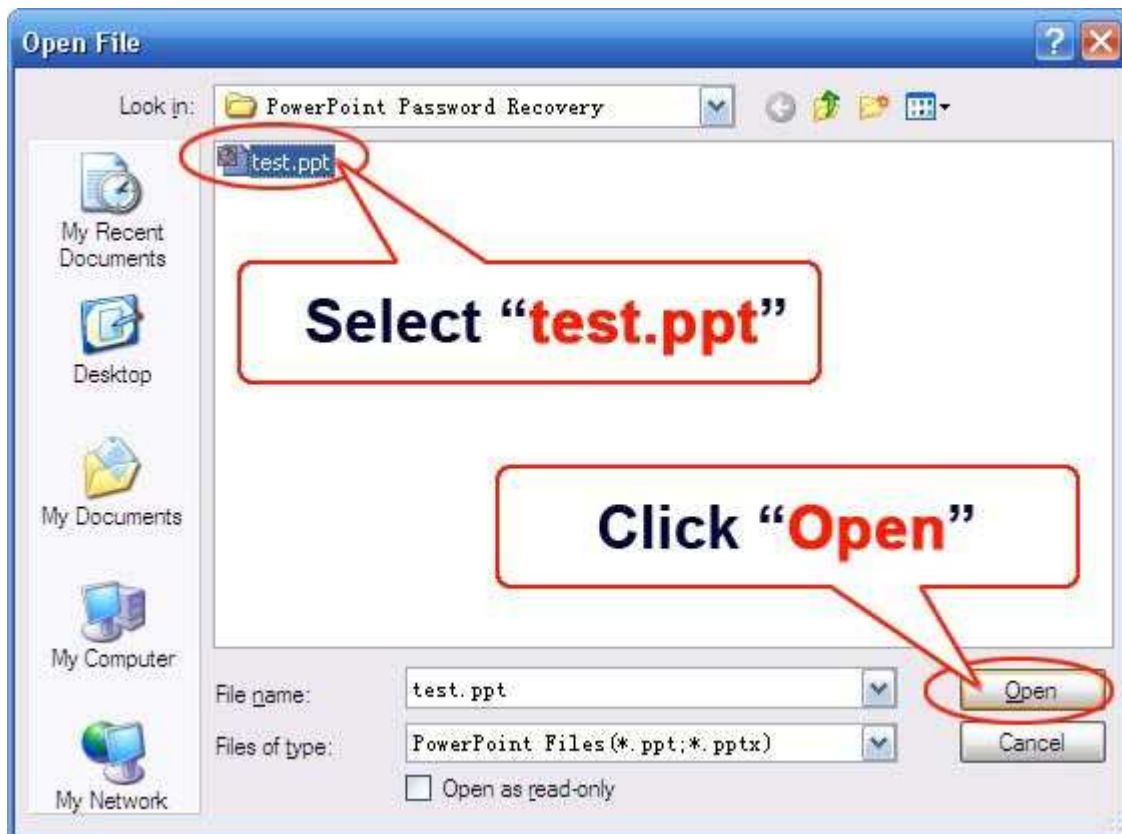 Open File
Look in:
PowerPoint Password Recovery
test.ppt
My Recent
Documents
Select “test.ppt”
Desktop
My Documents
Click “Open”
My Computer
File name:
test.ppt
Open
Files of type:
PowerPoint Files(*.ppt;*.pptx)
Cancel
My Network
Open as read-only